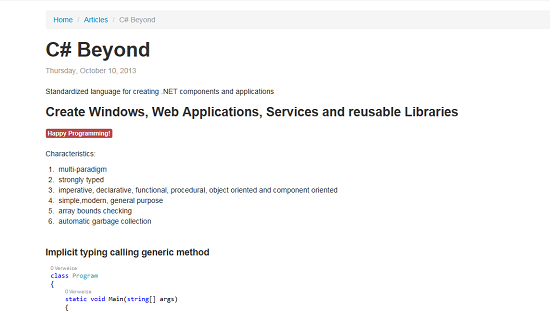 Home / Articles / C# Beyond
C# Beyond
Thursday, October 10, 2013
Standardized language for creating .NET components and applications
Create Windows, Web Applications, Services and reusable Libraries
Happy Programming!
Characteristics:
1. multi-paradigm
2. strongly typed
3. imperative, declarative, functional, procedural, object oriented and component oriented
4. simple,modern, general purpose
5. array bounds checking
6. automatic garbage collection
Implicit typing calling generic method
0 Verweise
class Program
{
0 Verweise
static void Main(string[] args)
{